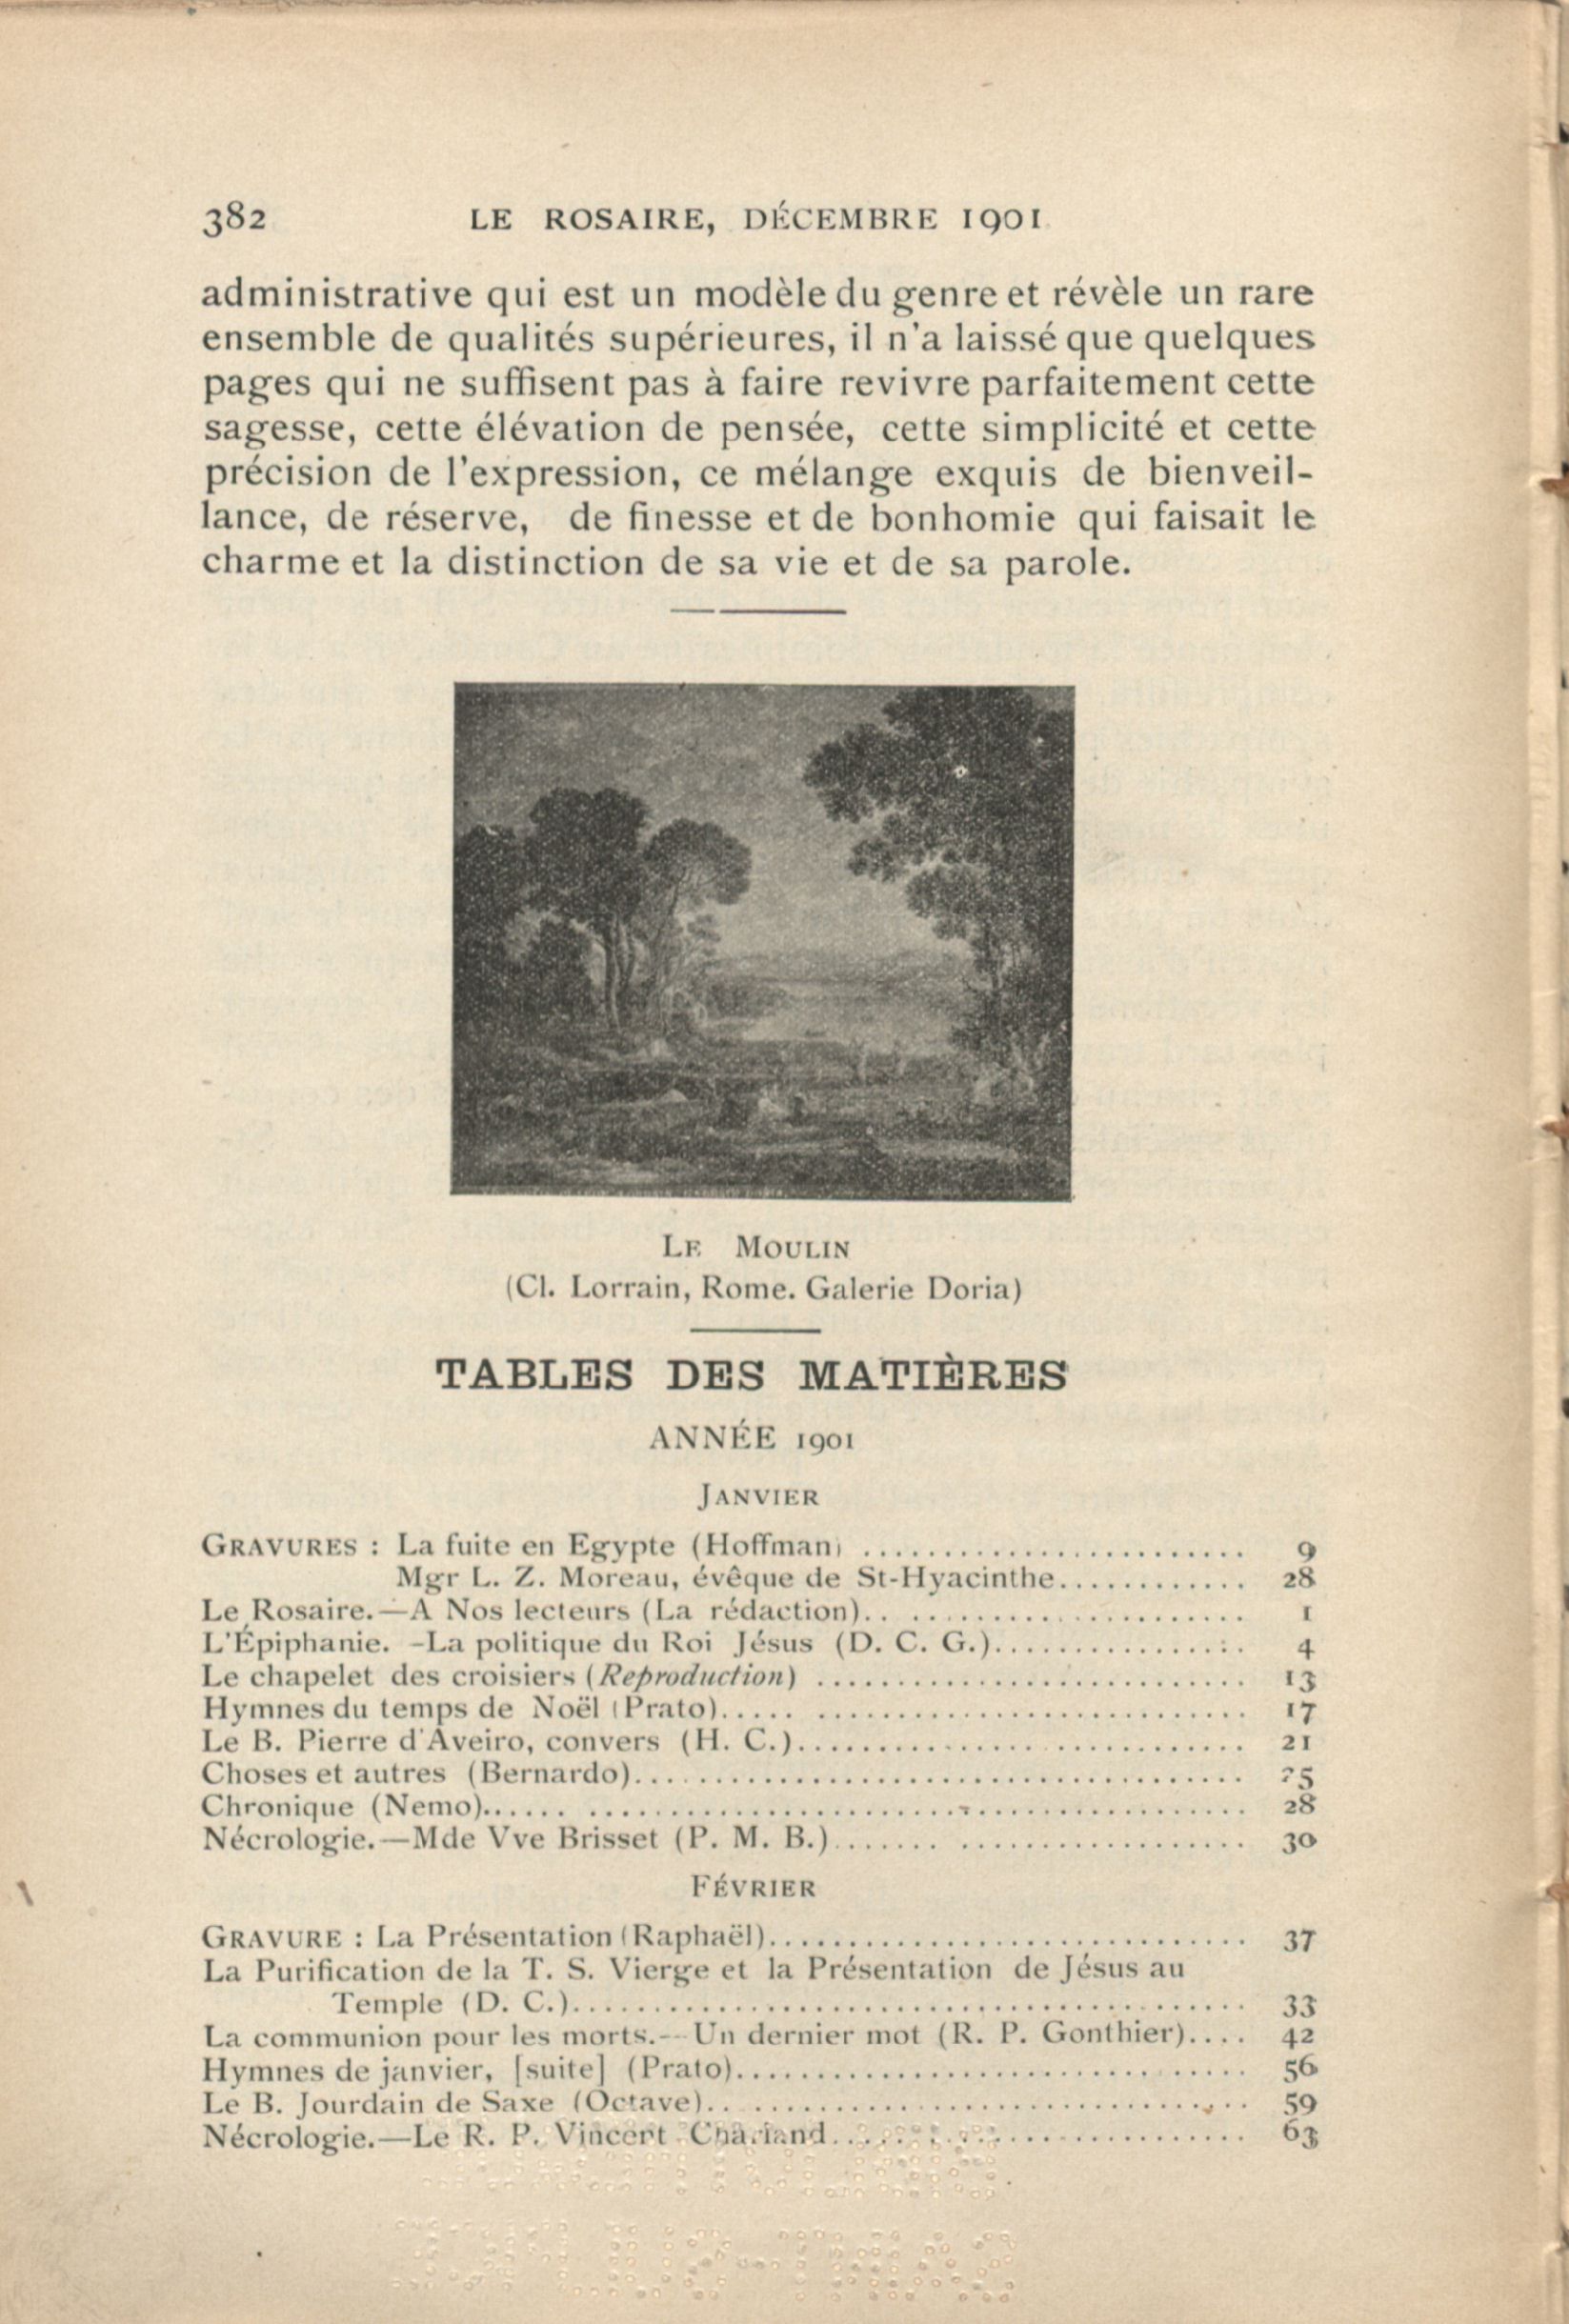 382 LE ROSAIRE, DÉCEMBRE 1901
administrative qui est un modèle du genre et révèle un rare
ensemble de qualités supérieures, il n'a laissé que quelques
pages qui ne suffisent pas à faire revivre parfaitement cette
sagesse, cette élévation de pensée, cette simplicité et cette
précision de l'expression, ce mélange exquis de bienveil-
lance, de réserve, de finesse et de bonhomie qui faisait le
charme et la distinction de sa vie et de sa parole.
LE MOULIN
(Cl. Lorrain, Rome. Galerie Doria)
TABLES DES MATIÈRES
ANNÉE 1901
JANVIER
GRAVURES : La fuite en Egypte (Hoffman) .......................... 9
Mgr L. Z. Moreau, évêque de St-Hyacinthe............ 28
Le Rosaire.—A Nos lecteurs (La rédaction).. ..................... 1
L'Épiphanie. -La politique du Roi Jésus (D. C. G.)................ 4
Le chapelet des croisiers (Reproduction) ........................... 13
Hymnes du temps de Noël (Prato)..... ........................... 17
Le B. Pierre d'Aveiro, convers (H. C.)............................ 21
Choses et autres (Bernardo)...................................... 25
Chronique (Nemo)...... ......................................... 28
Nécrologie.—Mde Vve Brisset (P. M. B.)....... .................. 30
FÉVRIER
GRAVURE : La Présentation (Raphaël).............................. 37
La Purification de la T. S. Vierge et la Présentation de Jésus au
Temple (D. C.).......................................... 33
La communion pour les morts.--Un dernier mot (R. P. Gonthier).... 42
Hymnes de janvier, [suite] (Prato)................................ 56
Le B. Jourdain de Saxe (Octave).................................. 59
Nécrologie.—Le R. P. Vincent Charland.......................... 63